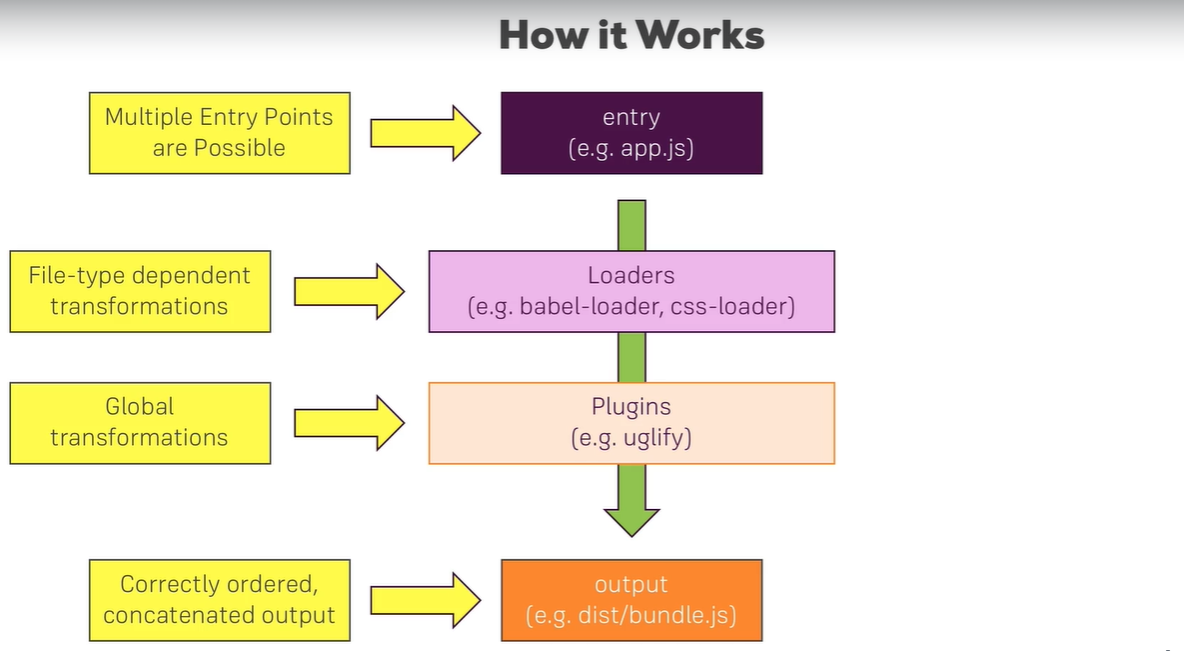 How it Works
Multiple Entry Points
are Possible
entry
(e.g. app.js)
File-type dependent
transformations
Loaders
(e.g. babel-loader, css-loader)
Global
transformations
Plugins
(e.g. uglify)
Correctly ordered,
concatenated output
output
(e.g. dist/bundle.js)